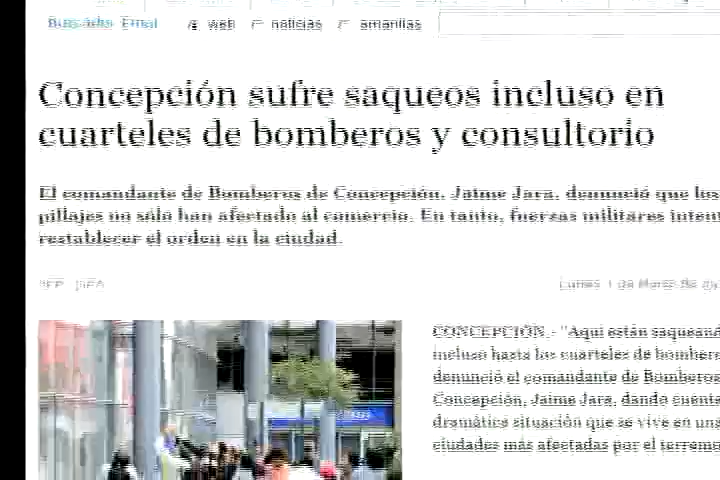 Buscador Emol web noticias amarillas
Concepción sufre saqueos incluso en
cuarteles de bomberos y consultorio
El comandante de Bomberos de Concepción, Jaime Jara, denunció que los
pillajes no sólo han afectado al comercio. En tanto, fuerzas militares intent
restablecer el orden en la ciudad.
Lunes 1 de Marzo de
CONCEPCIÓN.- "Aquí están saqueand
incluso hasta los cuarteles de bombero
denunció el comandante de Bomberos
Concepción, Jaime Jara, dando cuenta
dramática situación que se vive en una
ciudades más afectadas por el terremo